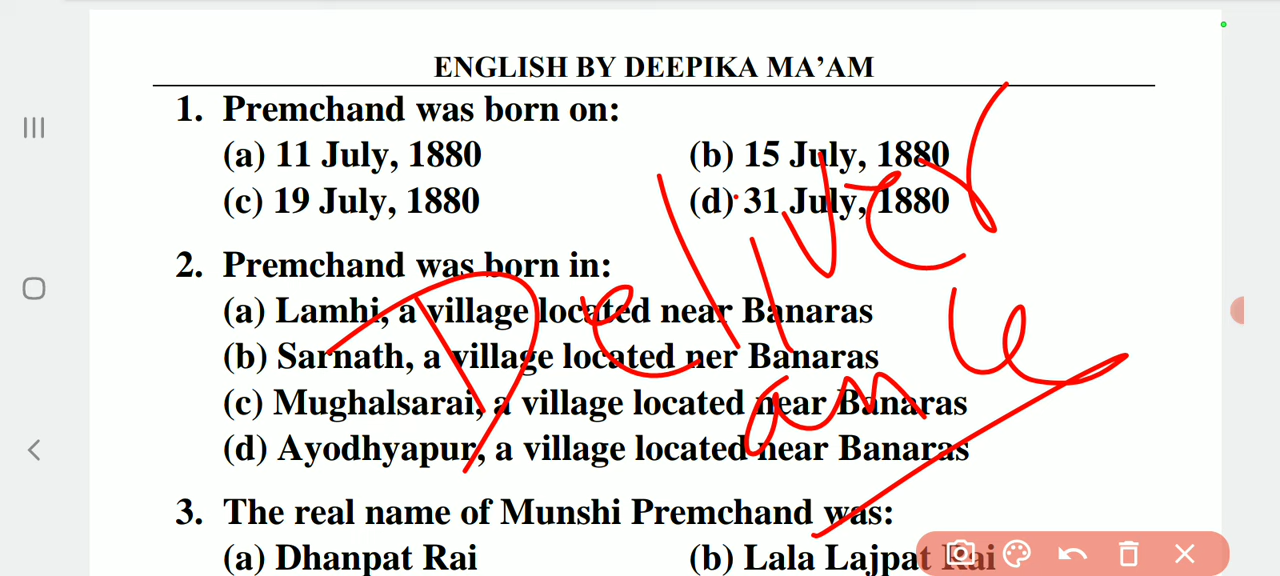 ENGLISH BY DEEPIKA MA’AM
1. Premchand was born on:
(a) 11 July, 1880 (b) 15 July, 1880
(c) 19 July, 1880 (d) 31 July, 1880
2. Premchand was born in:
(a) Lamhi, a village located near Banaras
(b) Sarnath, a village located ner Banaras
(c) Mughalsarai, a village located near Banaras
(d) Ayodhyapur, a village located near Banaras
3. The real name of Munshi Premchand was:
(a) Dhanpat Rai (b) Lala Lajpat Rai
Deliver
ance